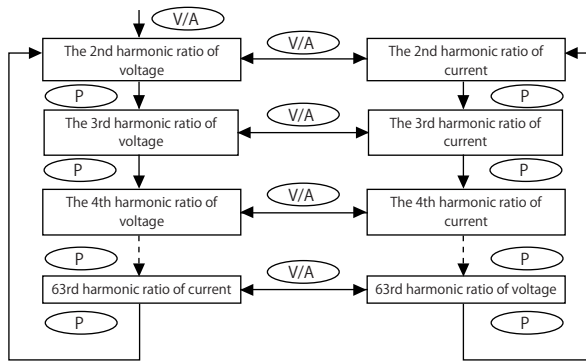 V/A
The 2nd harmonic ratio of
voltage
V/A
The 2nd harmonic ratio of
current
P
P
The 3rd harmonic ratio of
voltage
V/A
The 3rd harmonic ratio of
current
P
P
The 4th harmonic ratio of
voltage
V/A
The 4th harmonic ratio of
current
P
P
63rd harmonic ratio of current
V/A
63rd harmonic ratio of voltage
P
P